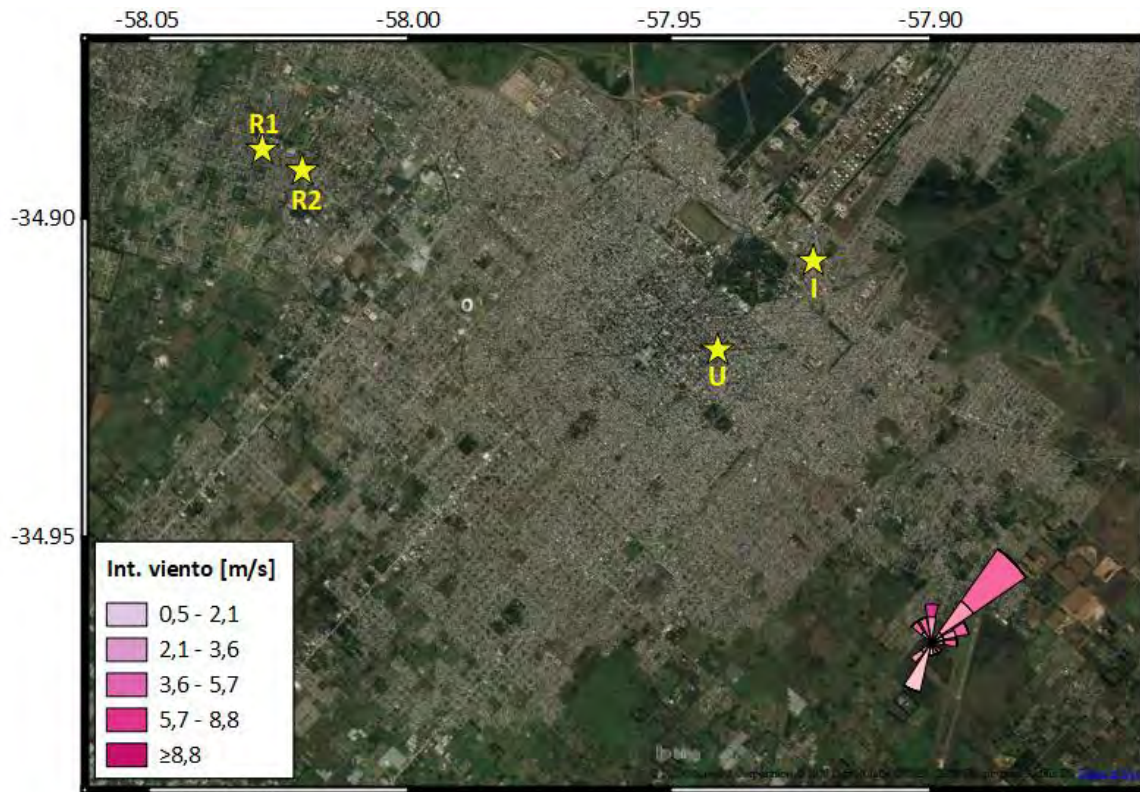 -58.05 -58.00 -57.95 -57.90
R1
R2
-34.90
I
U
-34.95
Int. viento [m/s]
0,5 - 2,1
2,1 - 3,6
3,6 - 5,7
5,7 - 8,8
≥8,8